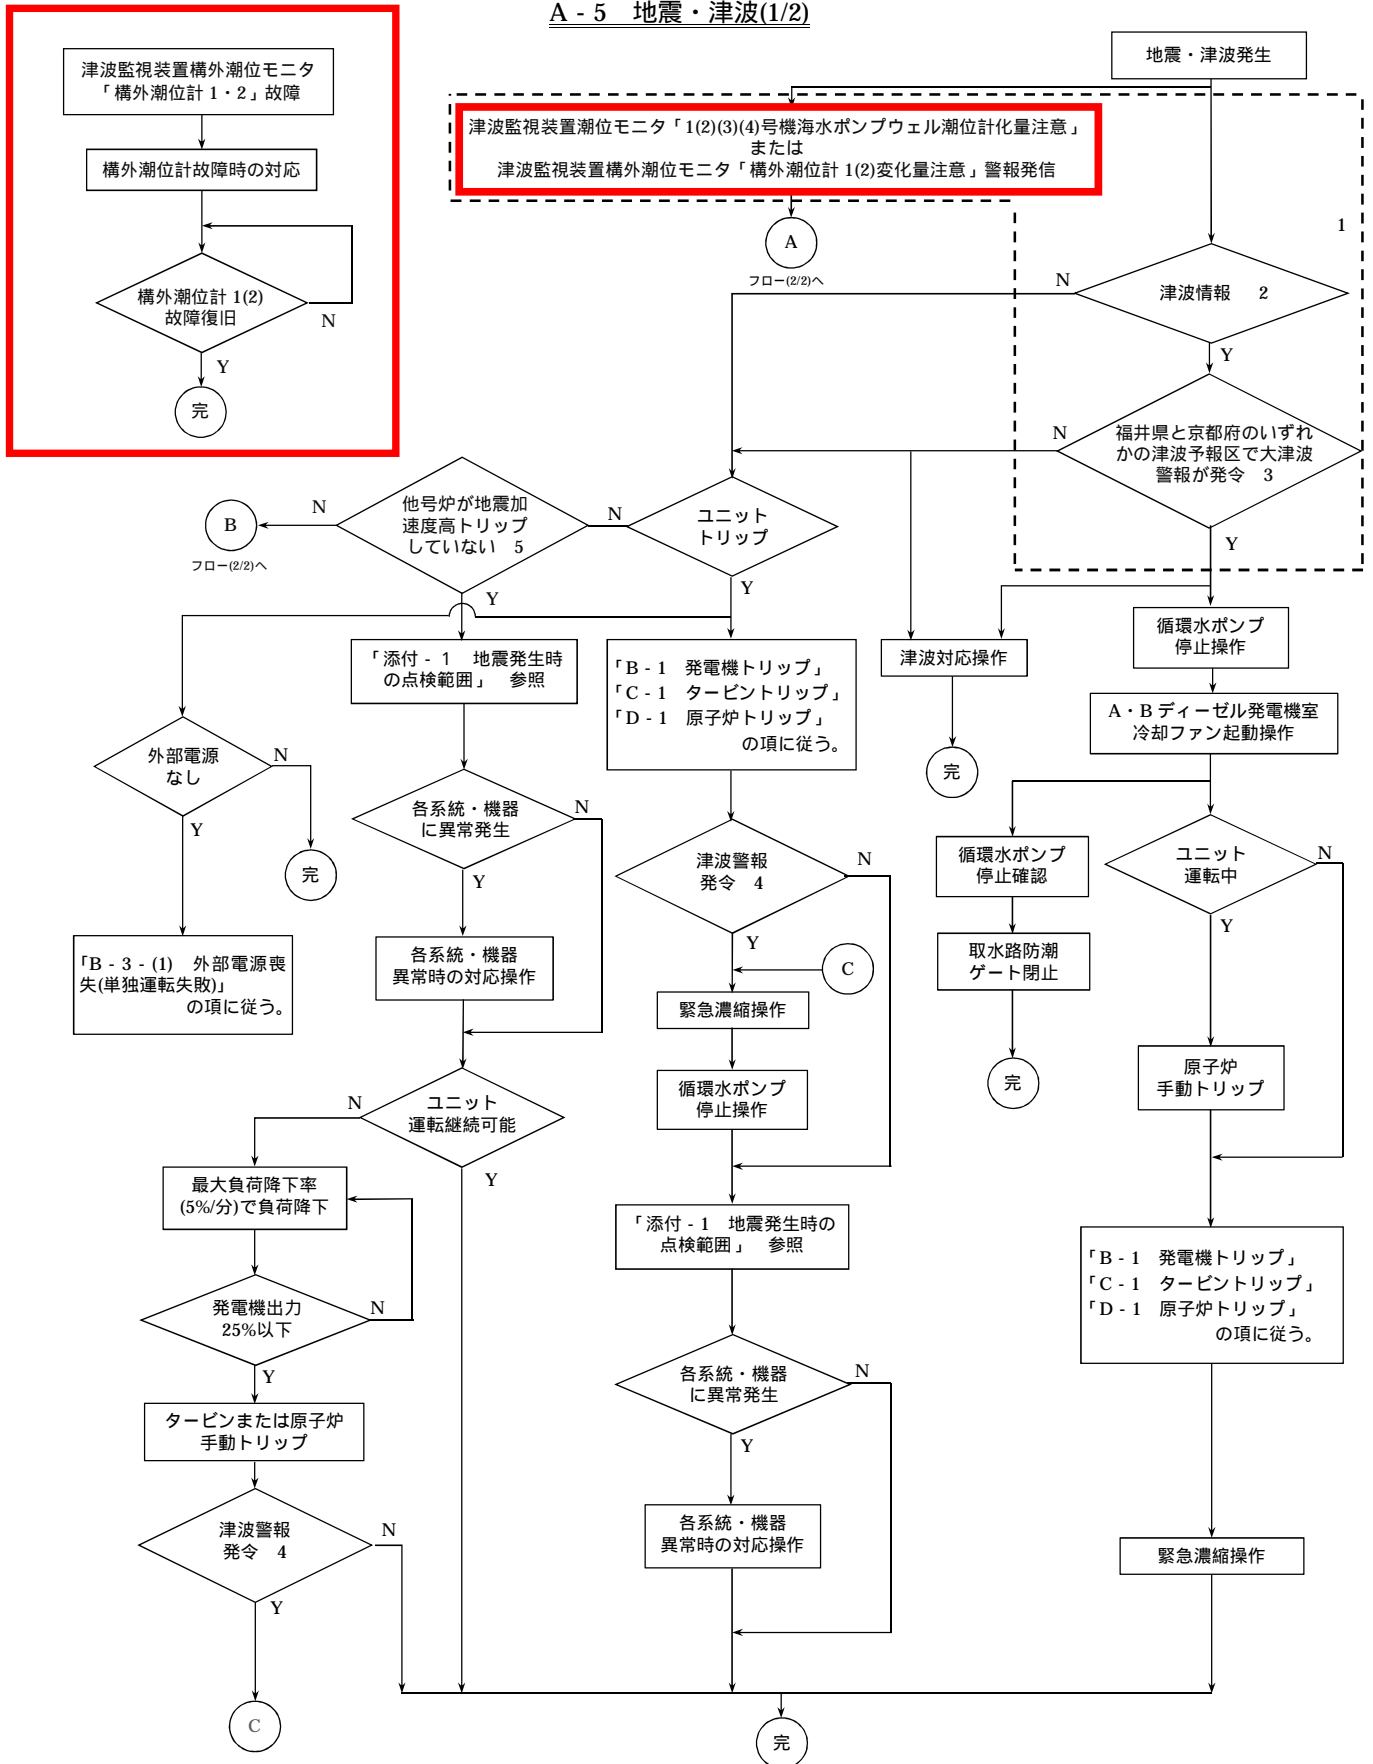 A - 5　地震・津波(1/2)
津波監視装置構外潮位モニタ
「構外潮位計 1・2」故障
構外潮位計故障時の対応
構外潮位計 1(2)
故障復旧
N
Y
完
地震・津波発生
津波監視装置潮位モニタ「1(2)(3)(4)号機海水ポンプウェル潮位計化量注意」
または
津波監視装置構外潮位モニタ「構外潮位計 1(2)変化量注意」警報発信
A
フロー(2/2)へ
1
津波情報　2
N
Y
福井県と京都府のいずれ
かの津波予報区で大津波
警報が発令　3
N
Y
ユニット
トリップ
N
Y
他号炉が地震加
速度高トリップ
していない　5
N
Y
B
フロー(2/2)へ
外部電源
なし
N
Y
完
「B - 3 - (1)　外部電源喪
失(単独運転失敗)」
の項に従う。
「添付 - 1　地震発生時
の点検範囲」　参照
各系統・機器
に異常発生
N
Y
各系統・機器
異常時の対応操作
ユニット
運転継続可能
N
Y
最大負荷降下率
(5%/分)で負荷降下
発電機出力
25%以下
N
Y
タービンまたは原子炉
手動トリップ
津波警報
発令　4
N
Y
C
「B - 1　発電機トリップ」
「C - 1　タービントリップ」
「D - 1　原子炉トリップ」
の項に従う。
津波警報
発令　4
N
Y
C
緊急濃縮操作
循環水ポンプ
停止操作
「添付 - 1　地震発生時の
点検範囲」　参照
各系統・機器
に異常発生
N
Y
各系統・機器
異常時の対応操作
完
津波対応操作
完
循環水ポンプ
停止操作
A・Bディーゼル発電機室
冷却ファン起動操作
循環水ポンプ
停止確認
取水路防潮
ゲート閉止
完
ユニット
運転中
N
Y
原子炉
手動トリップ
「B - 1　発電機トリップ」
「C - 1　タービントリップ」
「D - 1　原子炉トリップ」
の項に従う。
緊急濃縮操作